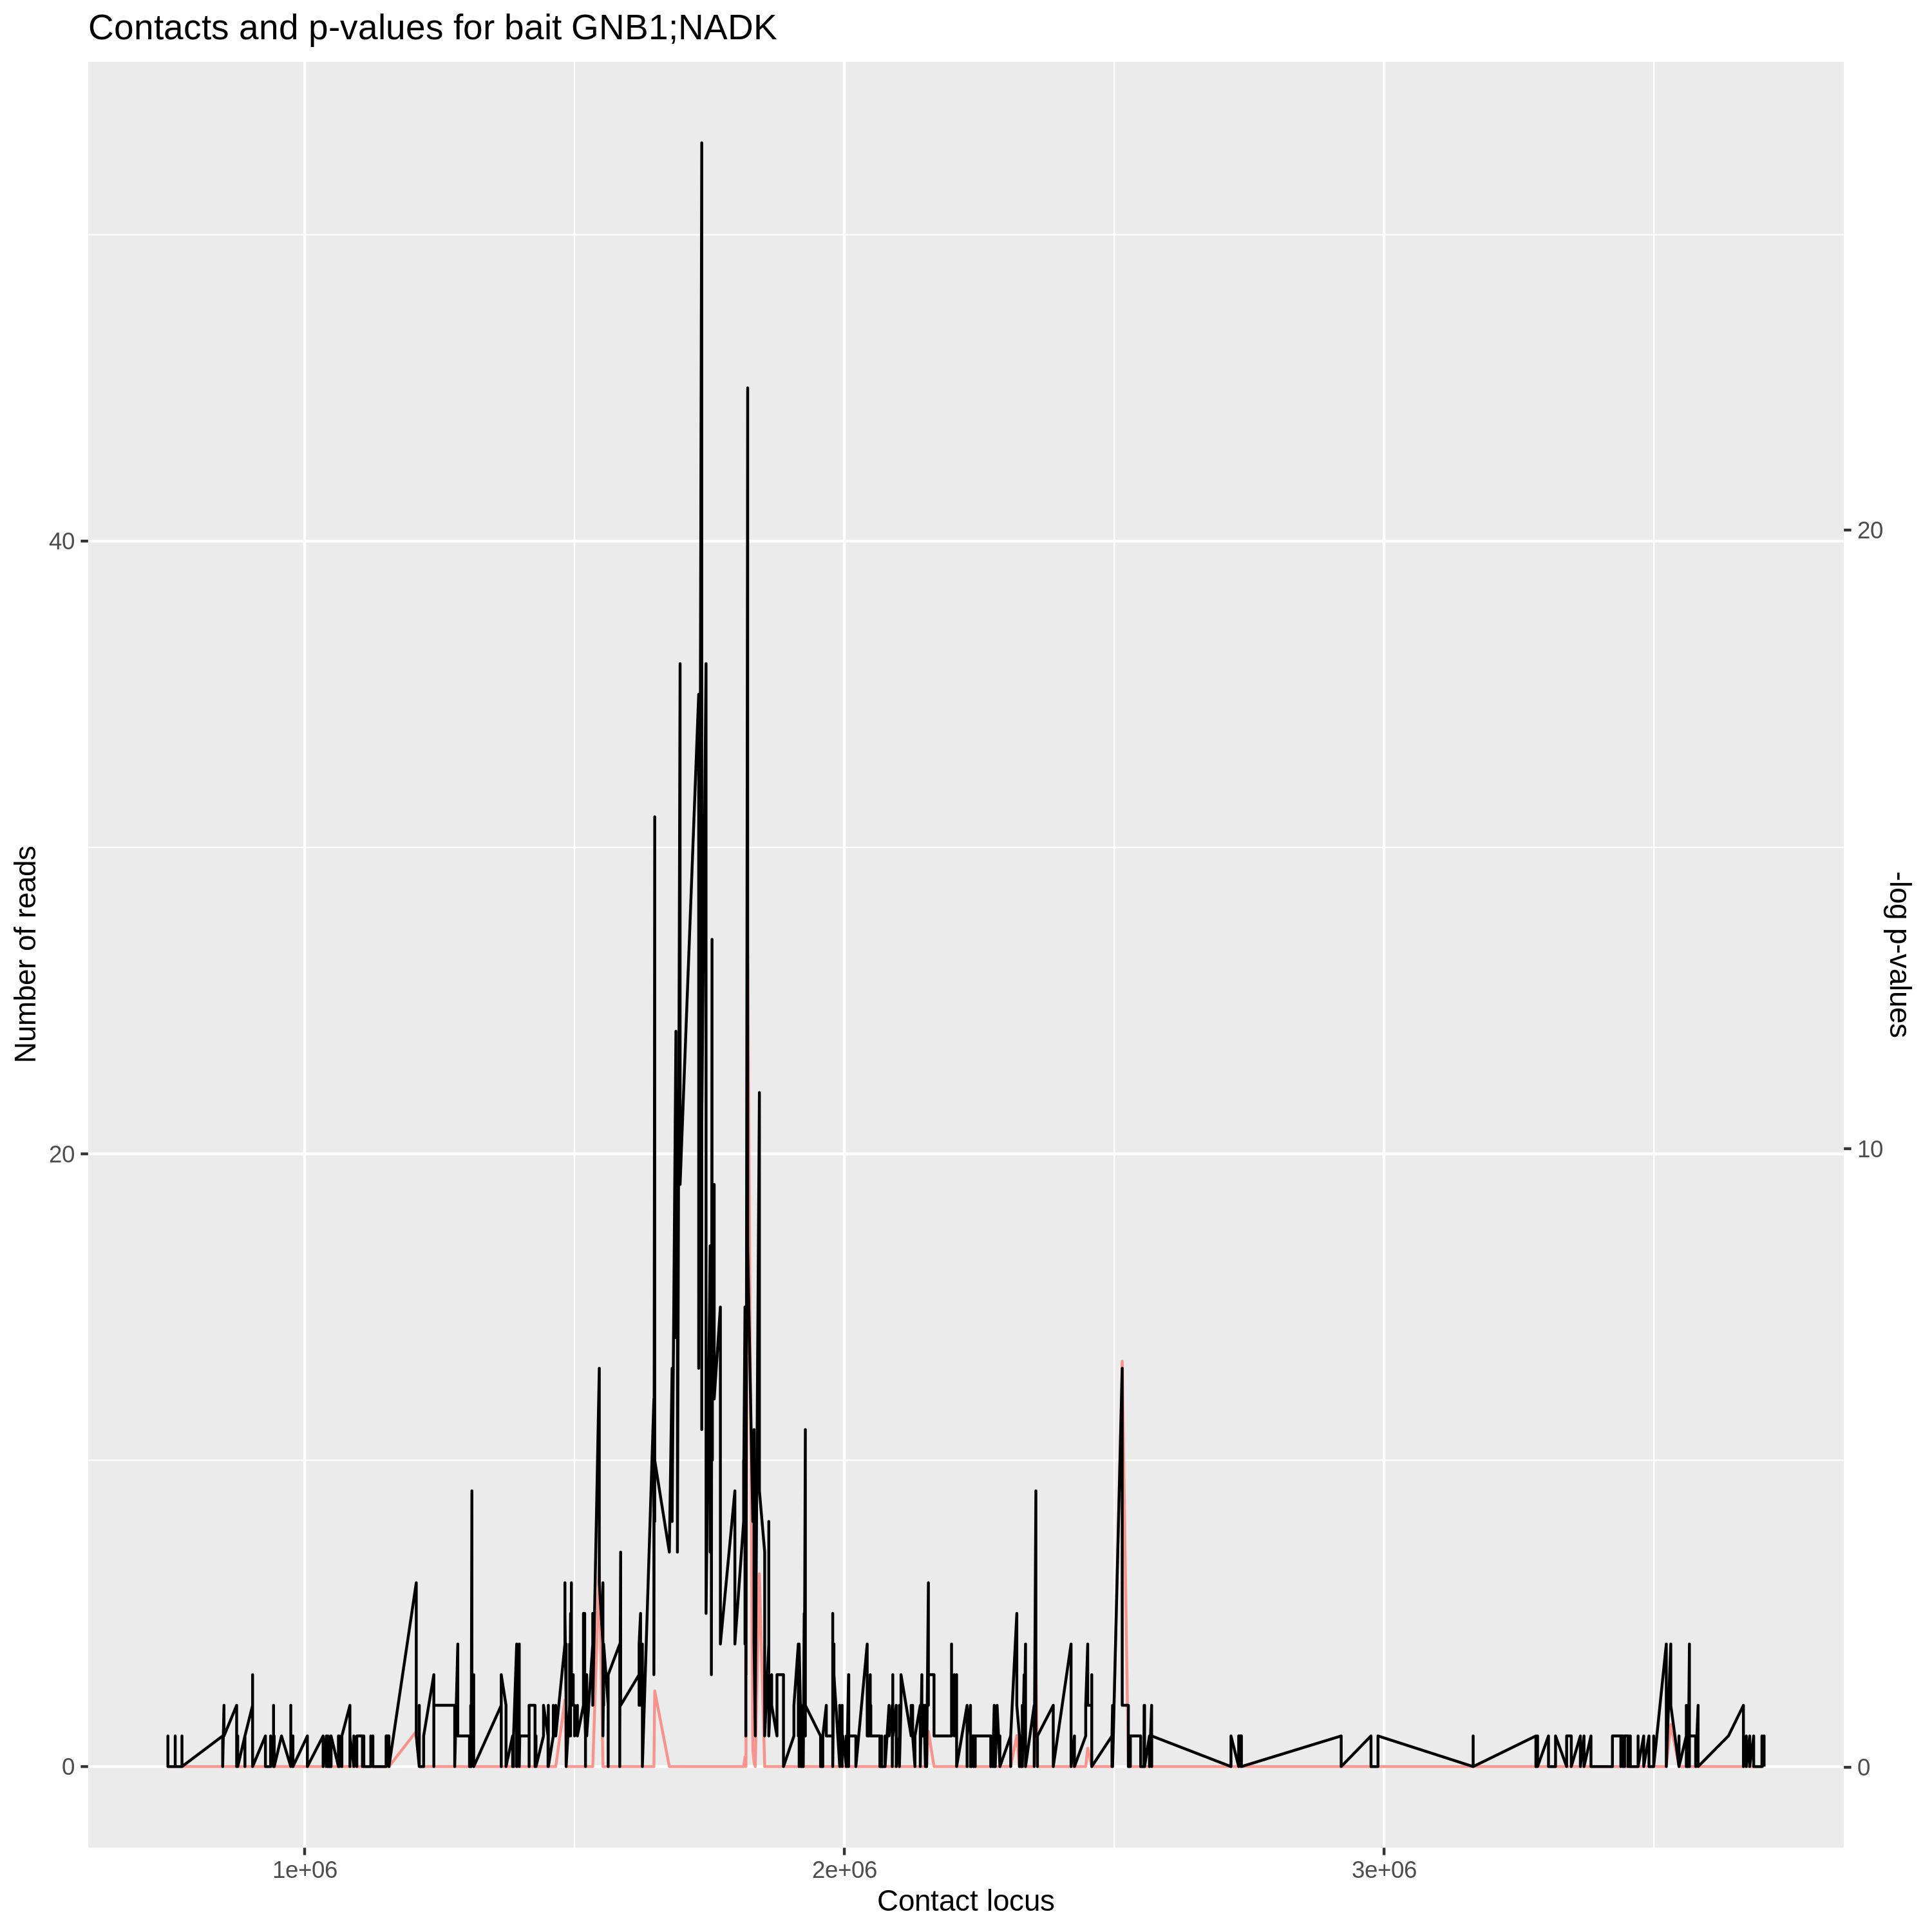 Contacts and p-values for bait GNB1;NADK
Number of reads
40
20
0
20
10
0
-log p-values
1e+06
2e+06
3e+06
Contact locus